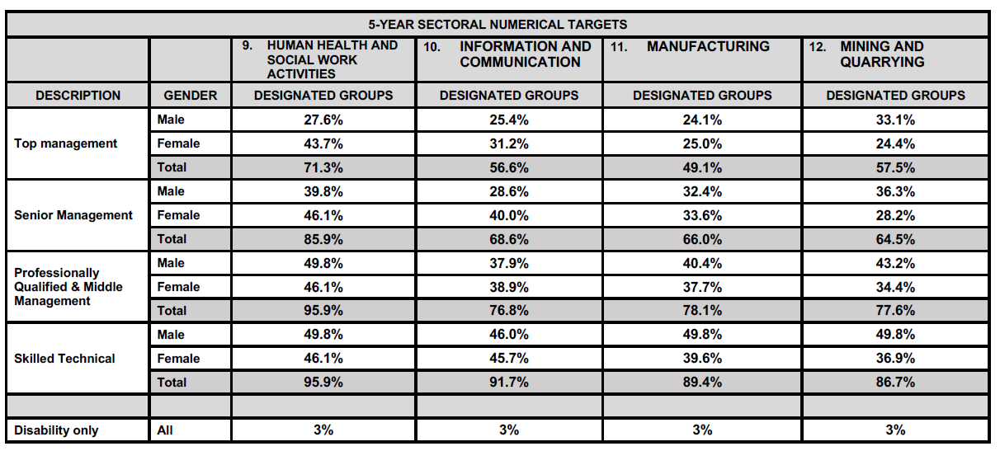 5-YEAR SECTORAL NUMERICAL TARGETS
9. HUMAN HEALTH AND SOCIAL WORK ACTIVITIES 10. INFORMATION AND COMMUNICATION 11. MANUFACTURING 12. MINING AND QUARRYING
DESCRIPTION GENDER DESIGNATED GROUPS DESIGNATED GROUPS DESIGNATED GROUPS DESIGNATED GROUPS
Top management
Male 27.6% 25.4% 24.1% 33.1%
Female 43.7% 31.2% 25.0% 24.4%
Total 71.3% 56.6% 49.1% 57.5%
Senior Management
Male 39.8% 28.6% 32.4% 36.3%
Female 46.1% 40.0% 33.6% 28.2%
Total 85.9% 68.6% 66.0% 64.5%
Professionally Qualified & Middle Management
Male 49.8% 37.9% 40.4% 43.2%
Female 46.1% 38.9% 37.7% 34.4%
Total 95.9% 76.8% 78.1% 77.6%
Skilled Technical
Male 49.8% 46.0% 49.8% 49.8%
Female 46.1% 45.7% 39.6% 36.9%
Total 95.9% 91.7% 89.4% 86.7%
Disability only All 3% 3% 3% 3%